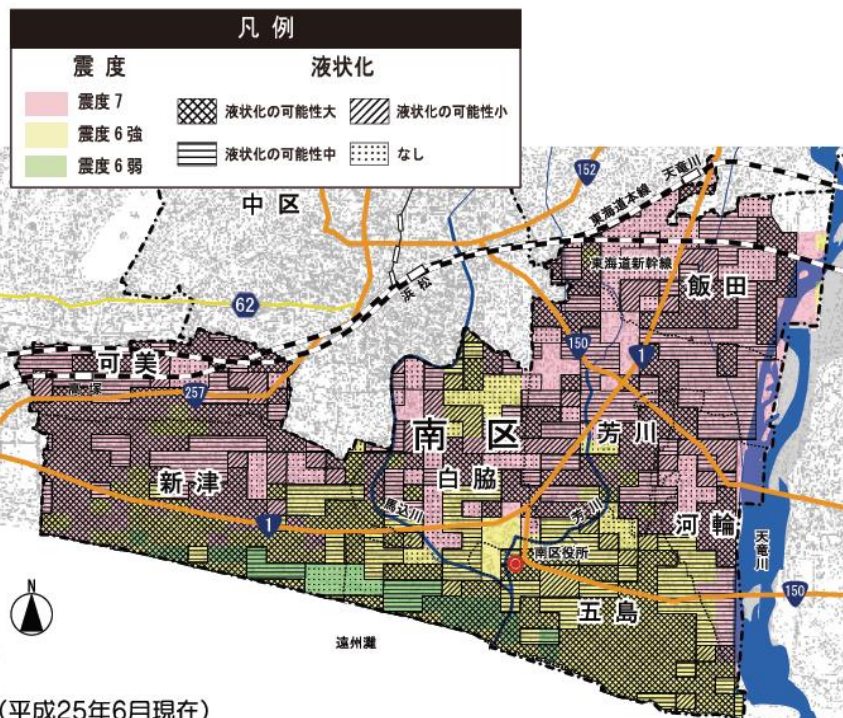 凡例
震度
震度7
震度6強
震度6弱
液状化
液状化の可能性大
液状化の可能性小
液状化の可能性中
なし
152
天竜川
東海道本線
中区
東海道新幹線
飯田
浜松
62
150
1
可美
高塚
257
南区
芳川
白脇
新津
馬込川
芳川
1
河輪
南区役所
天竜川
150
五島
N
遠州灘
(平成25年6月現在)